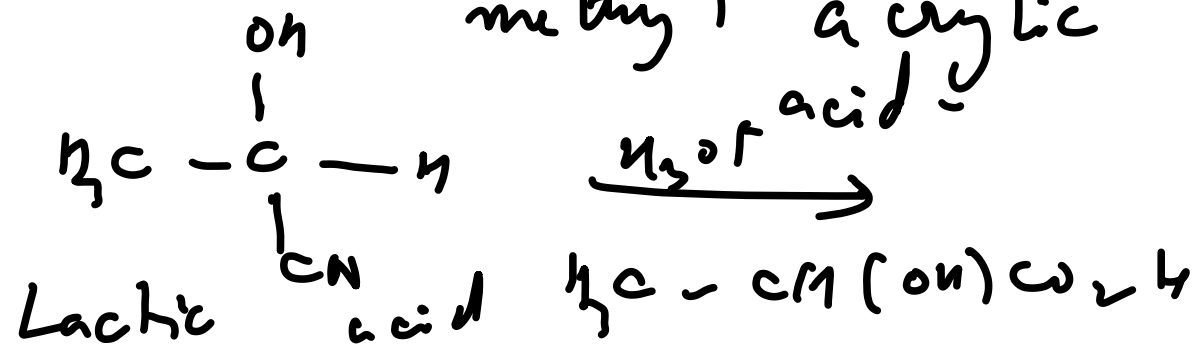 methyl acrylic
acid -
OH
H3C - C - H
H3O+
CN
H3C - CH(OH)CO2H
Lactic acid